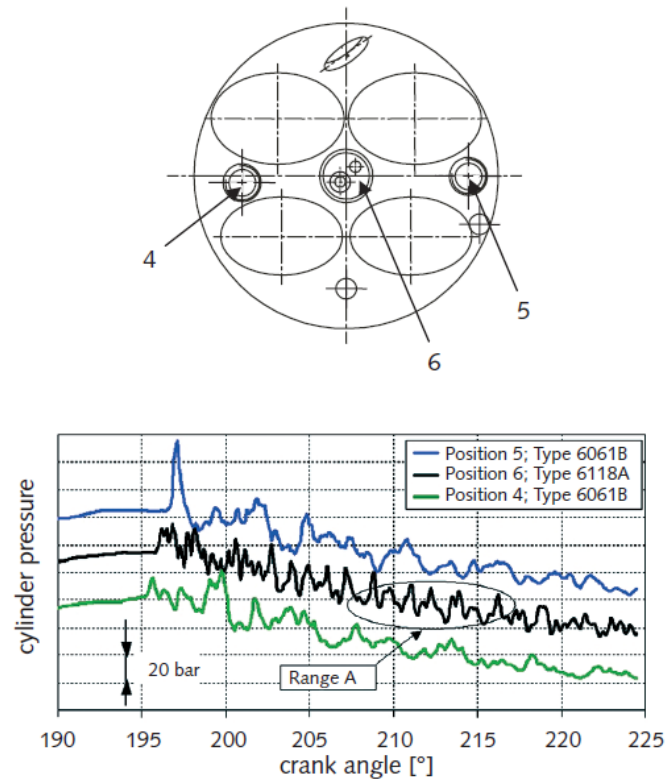 4
5
6
cylinder pressure
Position 5; Type 6061B
Position 6; Type 6118A
Position 4; Type 6061B
20 bar
Range A
190 195 200 205 210 215 220 225
crank angle [°]